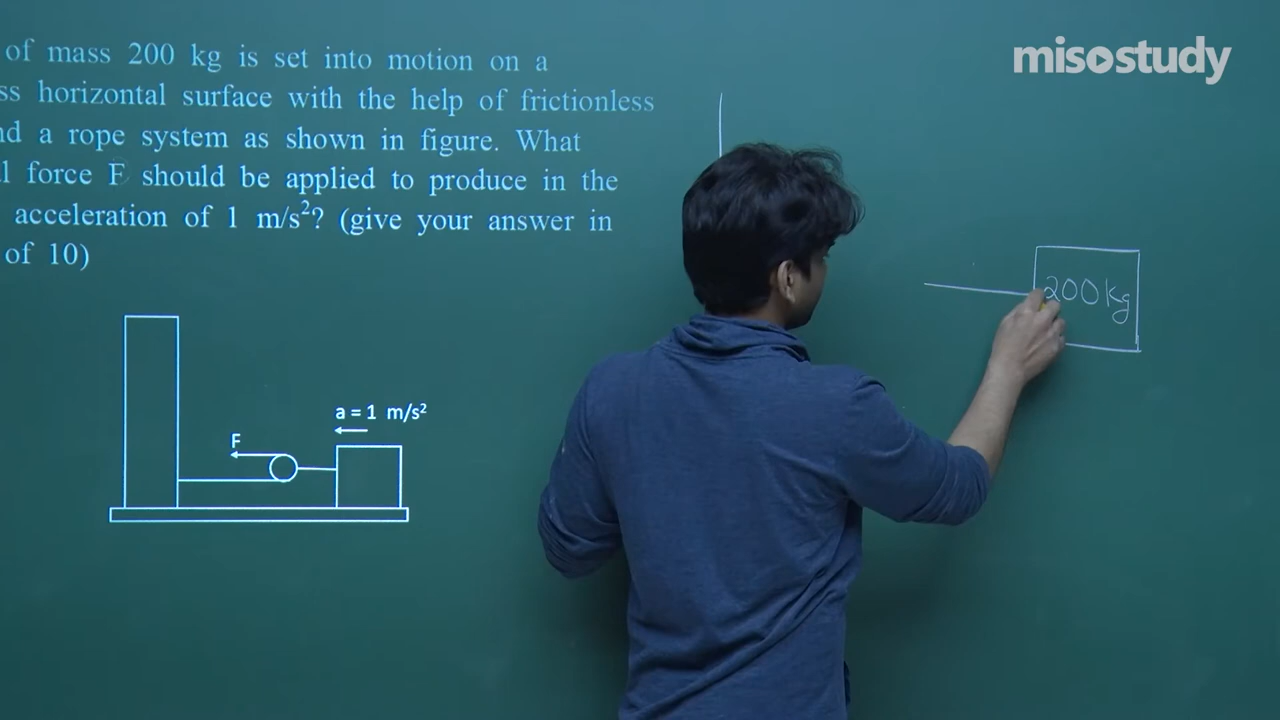 of mass 200 kg is set into motion on a
ss horizontal surface with the help of frictionless
nd a rope system as shown in figure. What
l force F should be applied to produce in the
acceleration of 1 m/s²? (give your answer in
of 10)
misostudy
200 kg
a = 1 m/s²
F